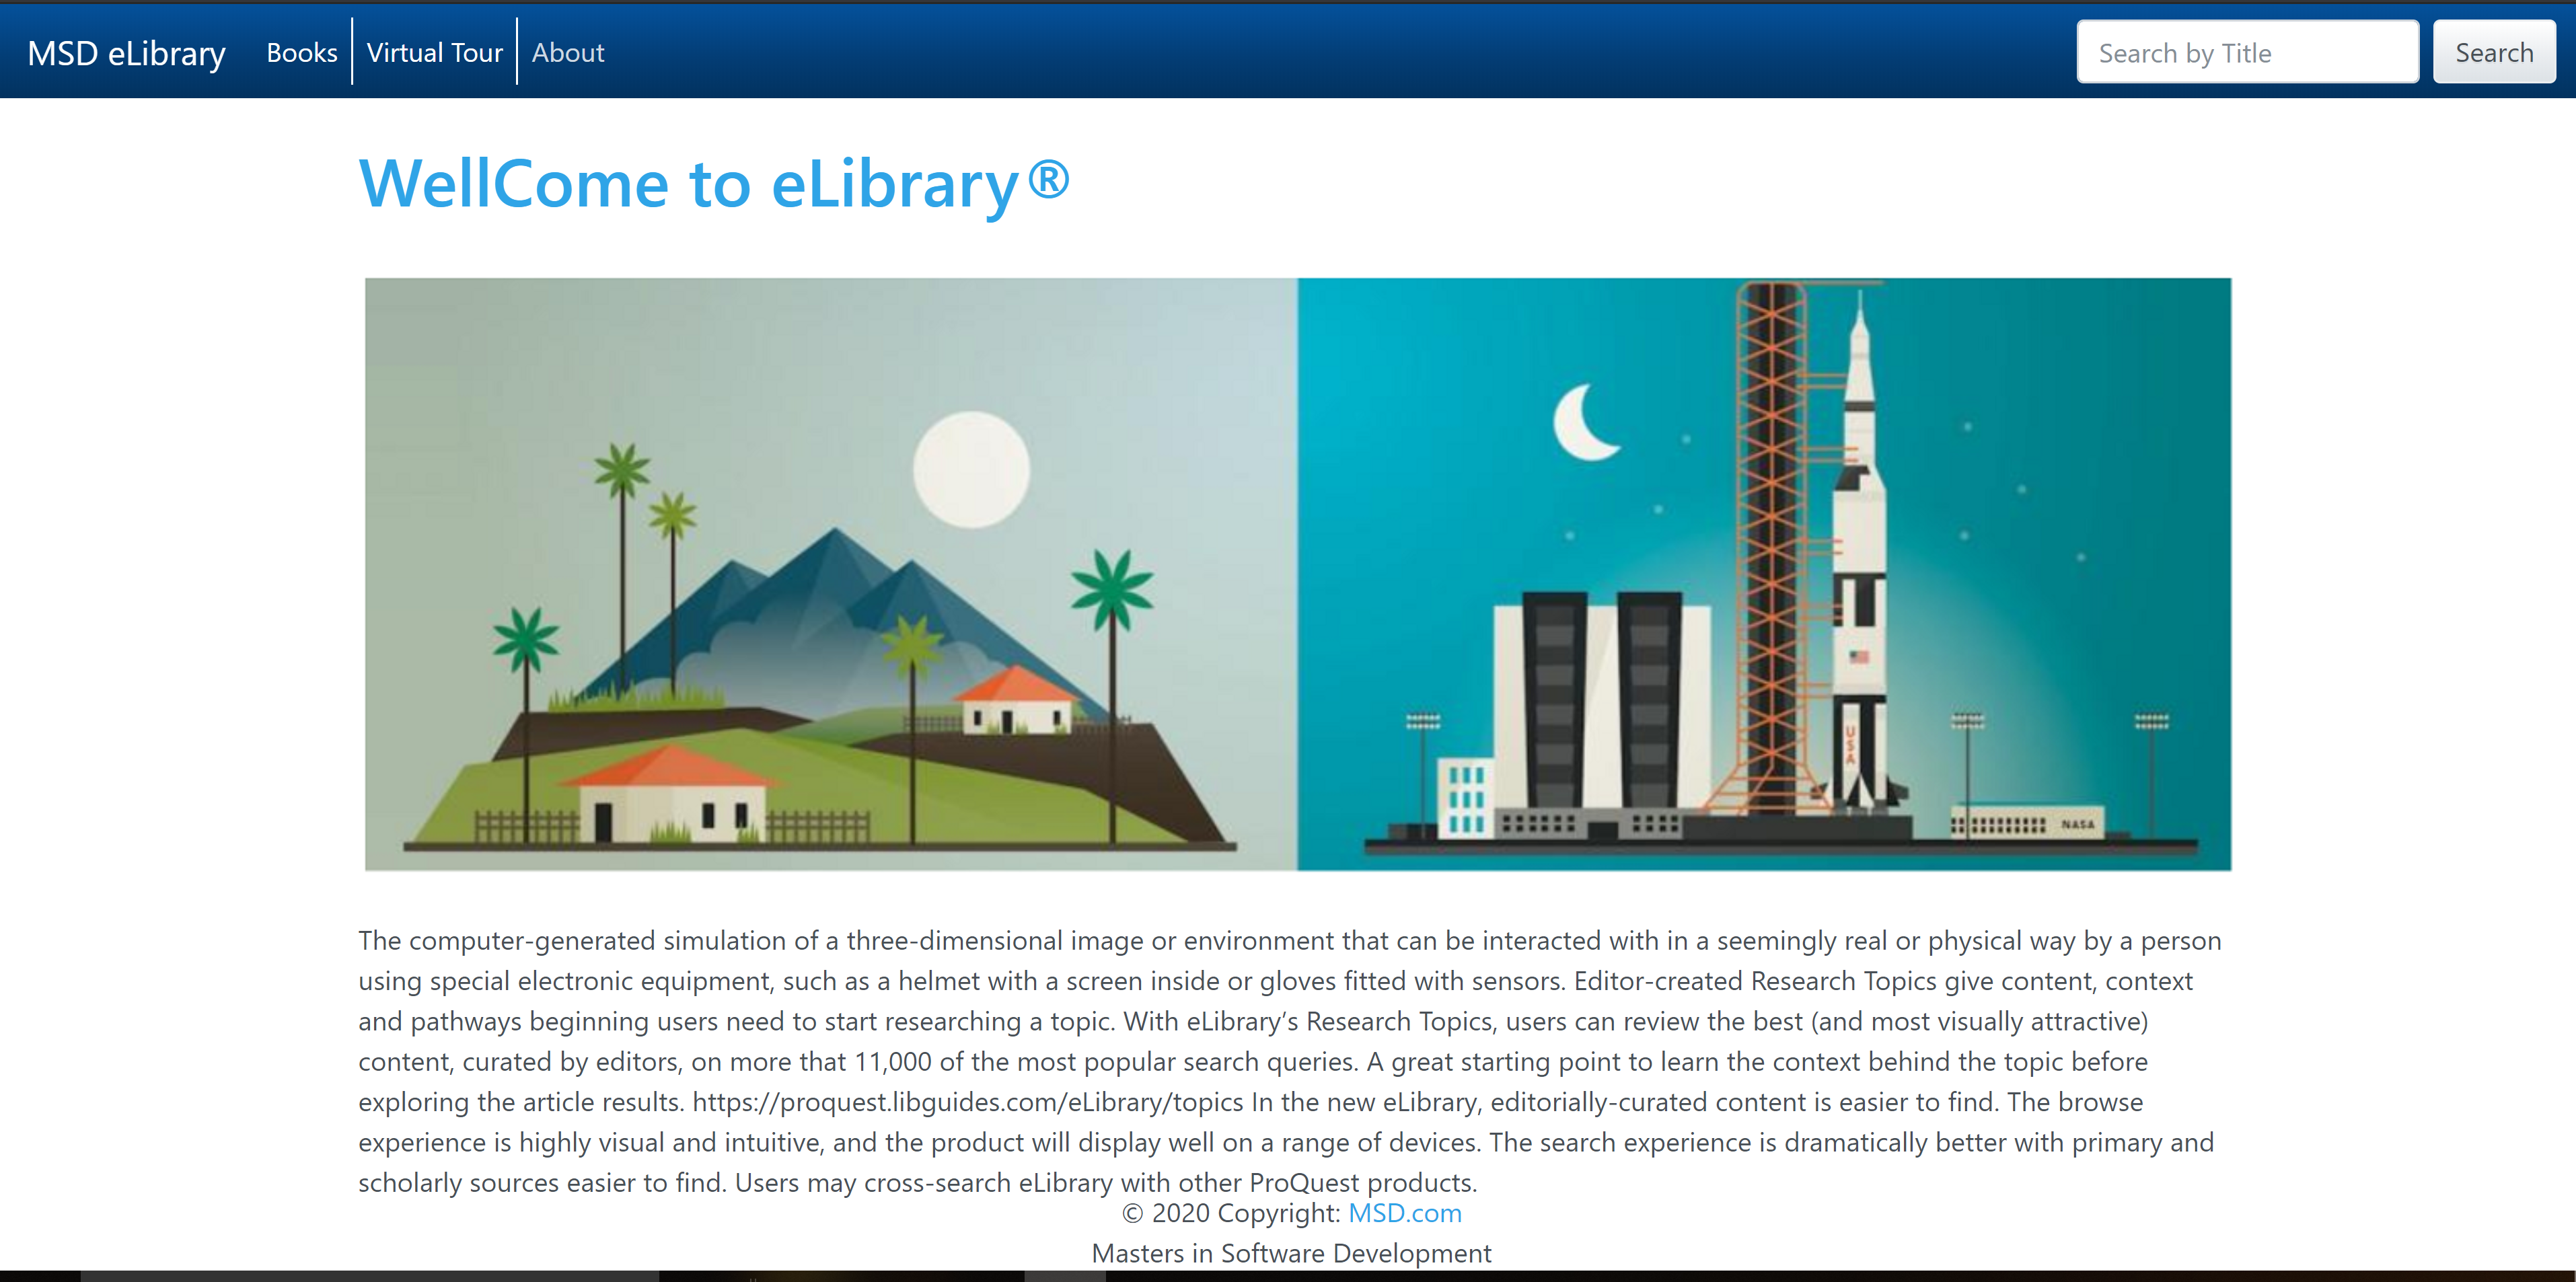 MSD eLibrary Books Virtual Tour About Search by Title Search
WellCome to eLibrary®
USA
NASA
The computer-generated simulation of a three-dimensional image or environment that can be interacted with in a seemingly real or physical way by a person
using special electronic equipment, such as a helmet with a screen inside or gloves fitted with sensors. Editor-created Research Topics give content, context
and pathways beginning users need to start researching a topic. With eLibrary’s Research Topics, users can review the best (and most visually attractive)
content, curated by editors, on more that 11,000 of the most popular search queries. A great starting point to learn the context behind the topic before
exploring the article results. https://proquest.libguides.com/eLibrary/topics In the new eLibrary, editorially-curated content is easier to find. The browse
experience is highly visual and intuitive, and the product will display well on a range of devices. The search experience is dramatically better with primary and
scholarly sources easier to find. Users may cross-search eLibrary with other ProQuest products.
© 2020 Copyright: MSD.com
Masters in Software Development